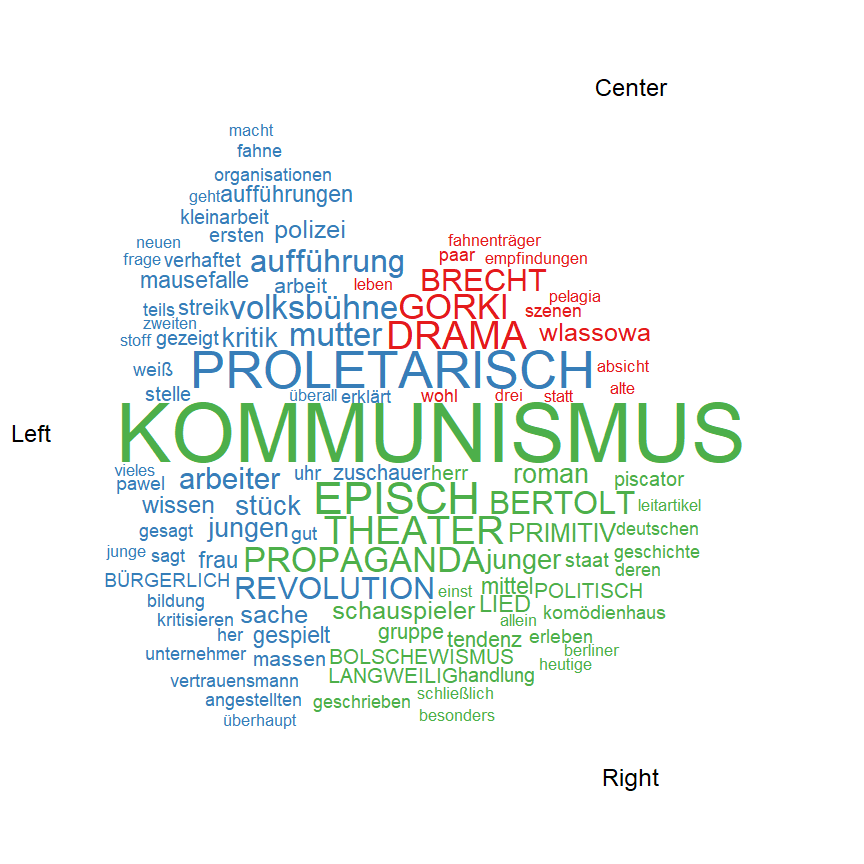 Center
macht
fahne
organisationen
geht aufführungen
kleinarbeit
ersten polizei
neuen fahnenträger
frage verhaftet aufführung paar empfindungen
mausefalle arbeit leben BRECHT
pelagia
teils streik volksbühne GORKI szenen
zweiten
stoff gezeigt kritik mutter DRAMA wlassowa
weiß PROLETARISCH absicht
stelle überall erklärt wohl drei statt alte
Left KOMMUNISMUS
vieles
pawel arbeiter uhr zuschauer herr roman piscator
wissen stück EPISCH BERTOLT leitartikel
gesagt jungen gut THEATER PRIMITIV deutschen
junge sagt frau PROPAGANDA junger staat geschichte
deren
BÜRGERLICH REVOLUTION einst mittel POLITISCH
bildung
kritisieren sache schauspieler LIED allein komödienhaus
her gespielt gruppe tendenz erleben
unternehmer massen BOLSCHEWISMUS berliner
heutige
vertrauensmann LANGWEILIG handlung
angestellten geschrieben schließlich
überhaupt besonders
Right